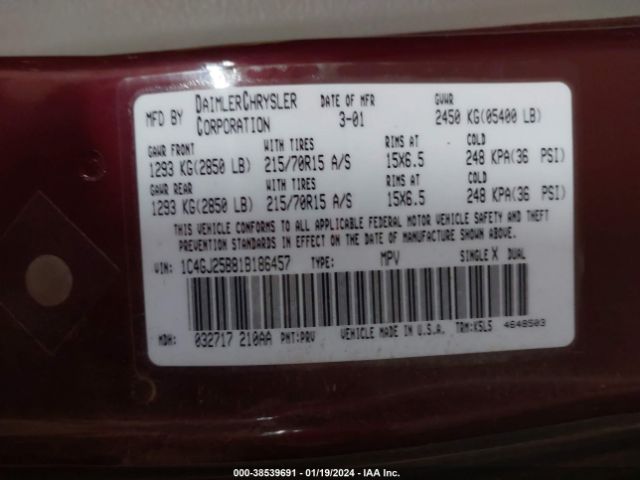 MFD BY DAIMLERCHRYSLER CORPORATION DATE OF MFR 3-01 GVWR 2450 KG(05400 LB)
GAWR FRONT WITH TIRES RIMS AT COLD
1293 KG(2850 LB) 215/70R15 A/S 15X6.5 248 KPA(36 PSI)
GAWR REAR WITH TIRES RIMS AT COLD
1293 KG(2850 LB) 215/70R15 A/S 15X6.5 248 KPA(36 PSI)
THIS VEHICLE CONFORMS TO ALL APPLICABLE FEDERAL MOTOR VEHICLE SAFETY AND THEFT
PREVENTION STANDARDS IN EFFECT ON THE DATE OF MANUFACTURE SHOWN ABOVE.
VIN: 1C4GJ25B81B186457 TYPE: MPV SINGLE X DUAL
MDH: 032717 210AA PNT:PRV VEHICLE MADE IN U.S.A. TRM:K5L5 4648503
000-38539691 - 01/19/2024 - IAA Inc.